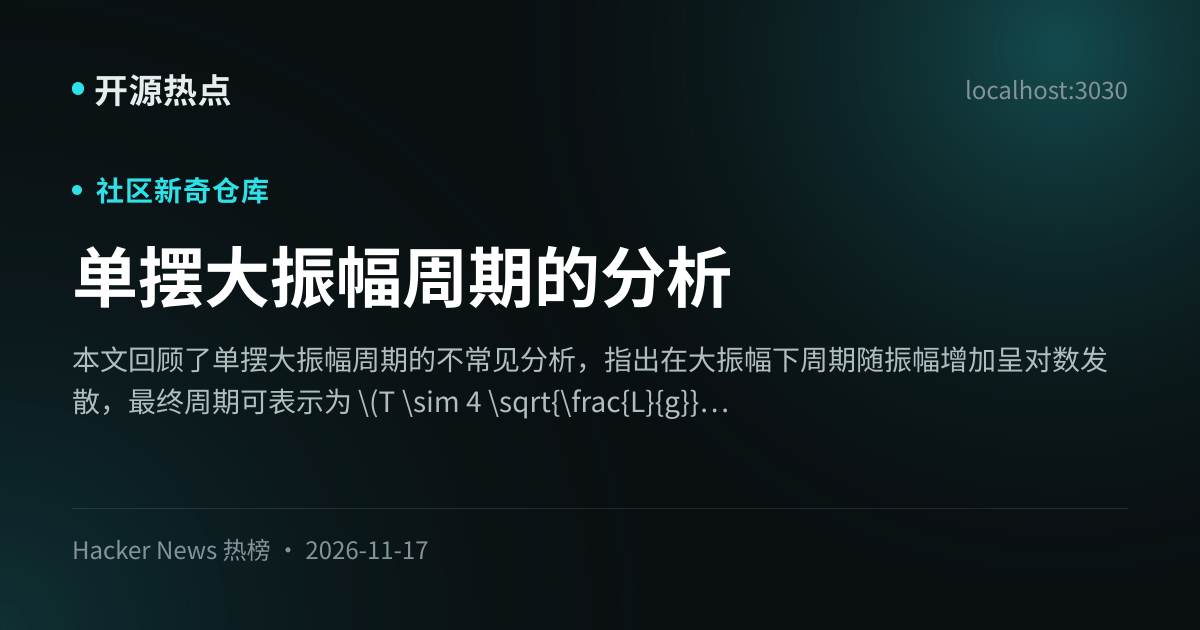 开源热点
localhost:3030
社区新奇仓库
单摆大振幅周期的分析
本文回顾了单摆大振幅周期的不常见分析，指出在大振幅下周期随振幅增加呈对数发
散，最终周期可表示为 \(T \sim 4 \sqrt{\frac{L}{g}}…
Hacker News 热榜 · 2026-11-17